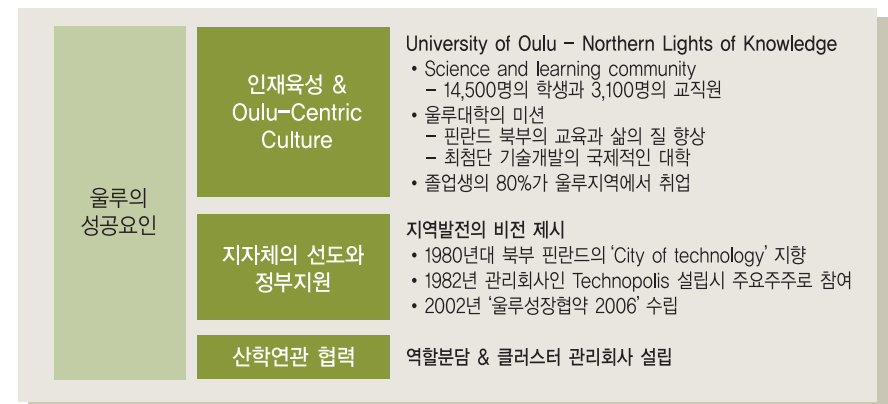 울루의
성공요인
인재육성 &
Oulu-Centric
Culture
University of Oulu - Northern Lights of Knowledge
• Science and learning community
- 14,500명의 학생과 3,100명의 교직원
• 울루대학의 미션
- 핀란드 북부의 교육과 삶의 질 향상
- 최첨단 기술개발의 국제적인 대학
• 졸업생의 80%가 울루지역에서 취업
지자체의 선도와
정부지원
지역발전의 비전 제시
• 1980년대 북부 핀란드의 ‘City of technology’ 지향
• 1982년 관리회사인 Technopolis 설립시 주요주주로 참여
• 2002년 ‘울루성장협약 2006’ 수립
산학연관 협력
역할분담 & 클러스터 관리회사 설립